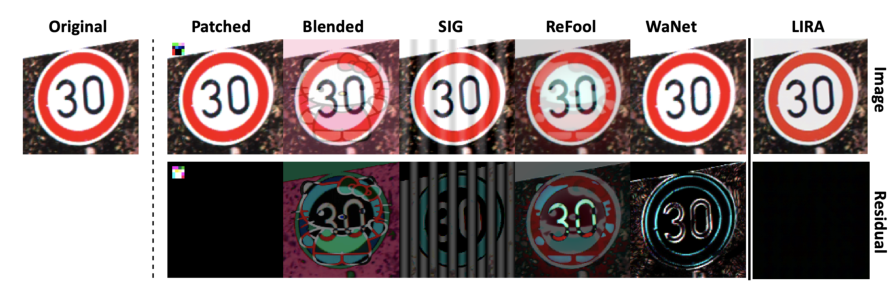 Original Patched Blended SIG ReFool WaNet LIRA
30 30 30 30 30 30 30
Image
30 30 30 30
Residual